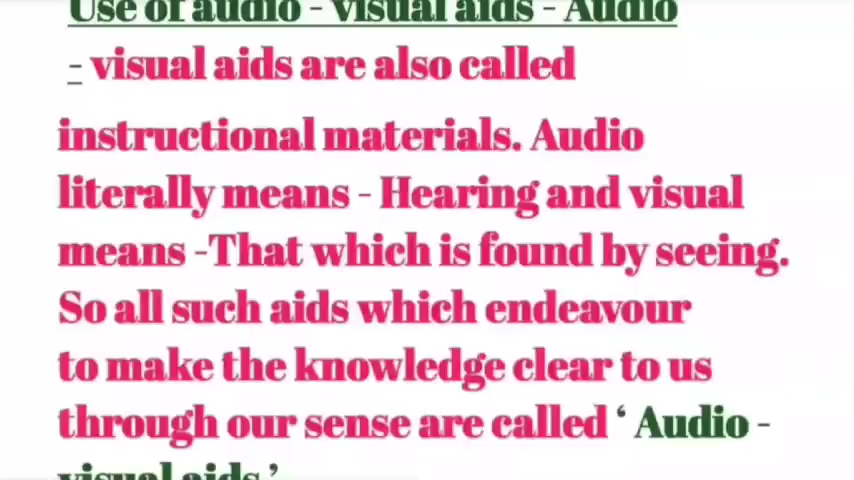 Use of audio - visual aids - Audio
- visual aids are also called
instructional materials. Audio
literally means - Hearing and visual
means -That which is found by seeing.
So all such aids which endeavour
to make the knowledge clear to us
through our sense are called ‘ Audio -
visual aids ’